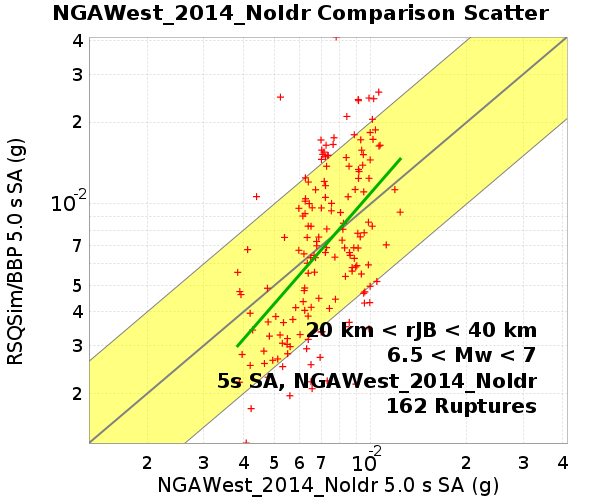 NGAWest_2014_NoIdr Comparison Scatter
4
3
2
10-2
7
5
4
3
2
RSQSim/BBP 5.0 s SA (g)
20 km < rJB < 40 km
6.5 < Mw < 7
5s SA, NGAWest_2014_NoIdr
162 Ruptures
2 3 4 5 6 7 10-2 2 3 4
NGAWest_2014_NoIdr 5.0 s SA (g)